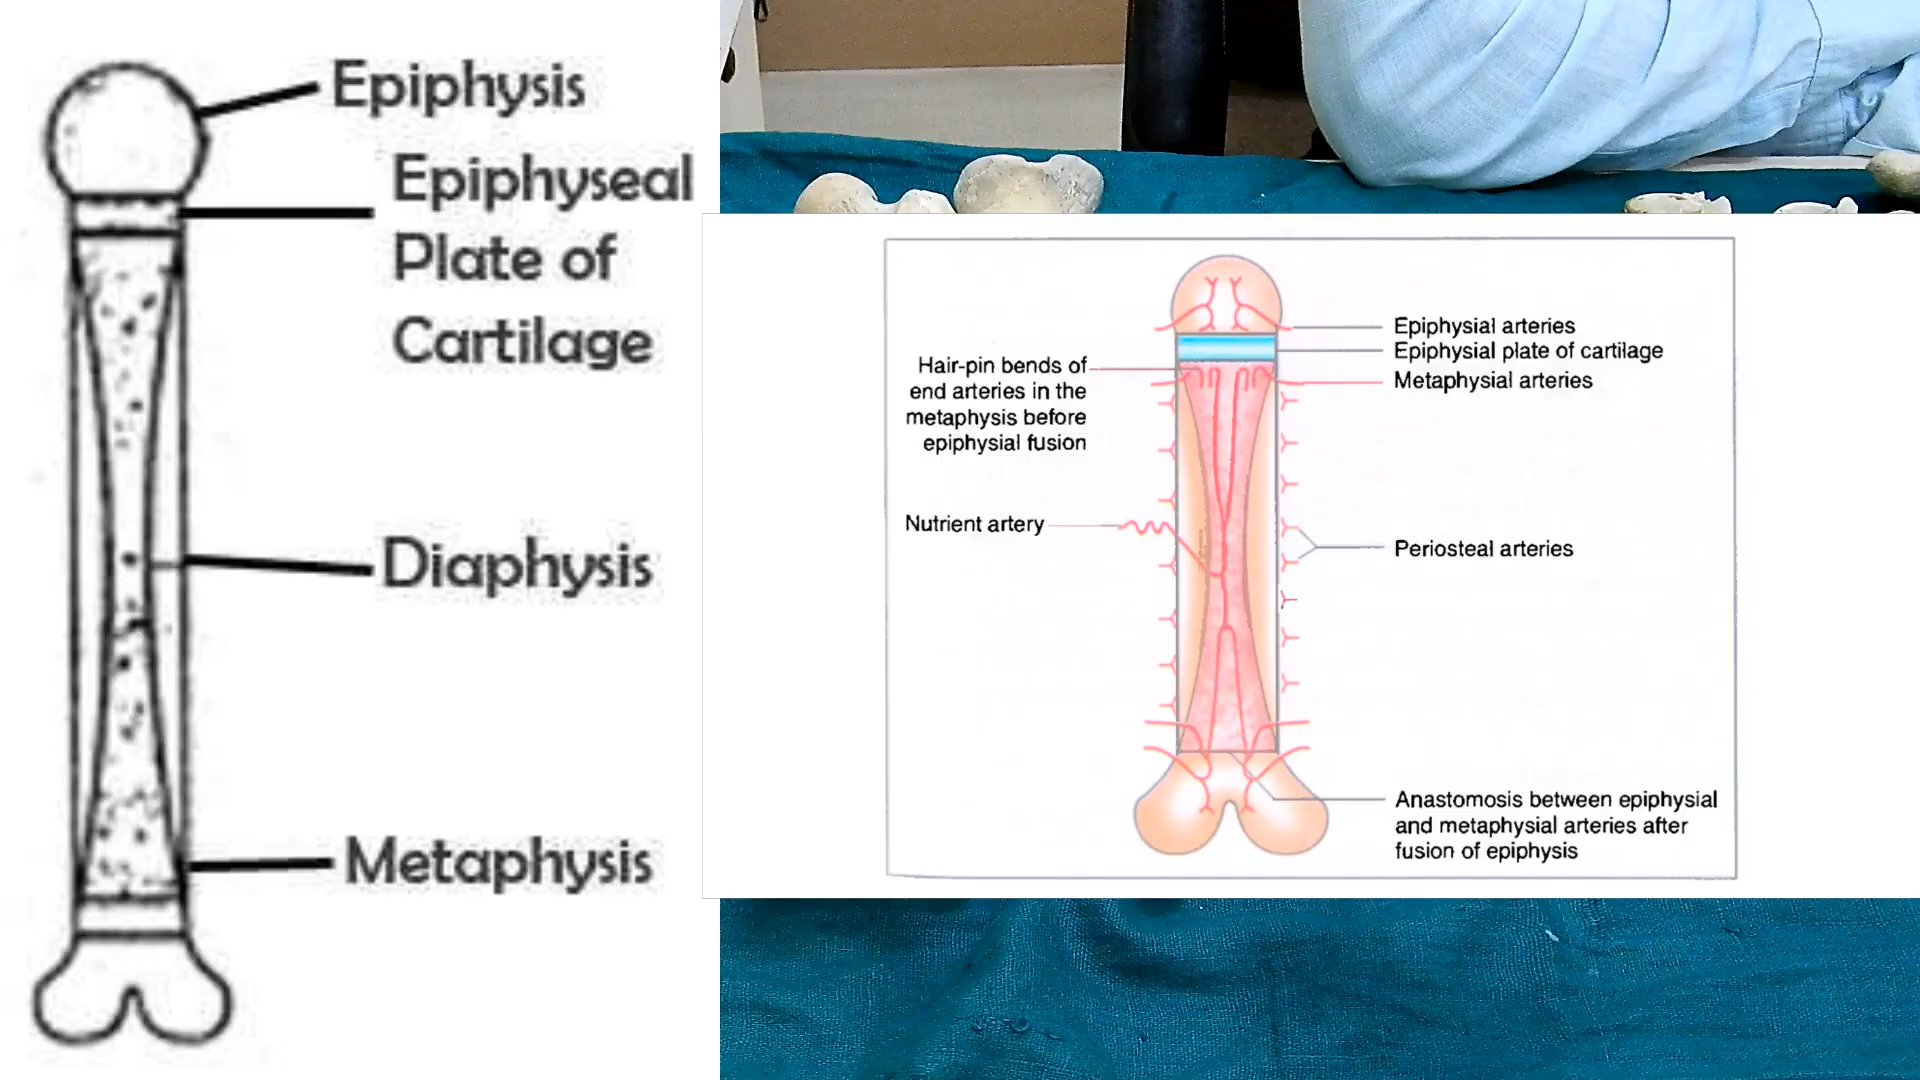 Epiphysis
Epiphyseal
Plate of
Cartilage
Diaphysis
Metaphysis
Hair-pin bends of
end arteries in the
metaphysis before
epiphysial fusion
Nutrient artery
Epiphysial arteries
Epiphysial plate of cartilage
Metaphysial arteries
Periosteal arteries
Anastomosis between epiphysial
and metaphysial arteries after
fusion of epiphysis